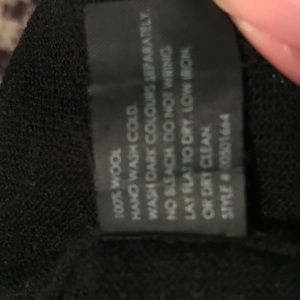 100% WOOL
HAND WASH COLD.
WASH DARK COLOURS SEPARATELY.
NO BLEACH. DO NOT WRING.
LAY FLAT TO DRY. LOW IRON.
OR DRY CLEAN.
STYLE #